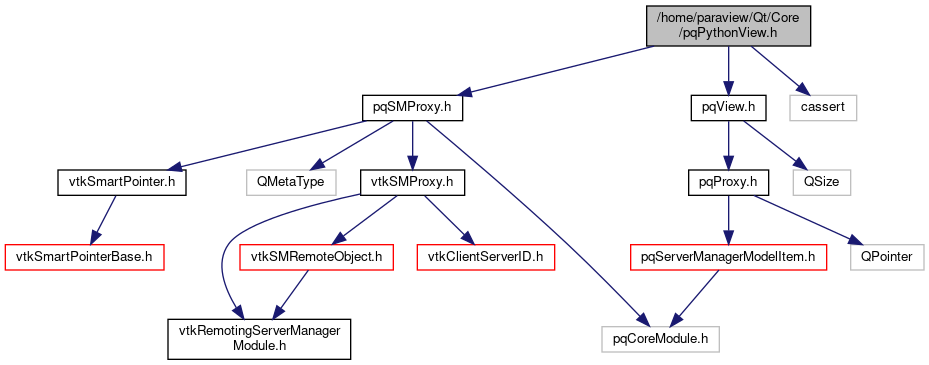 /home/paraview/Qt/Core
/pqPythonView.h
pqSMProxy.h
pqView.h
cassert
vtkSmartPointer.h
QMetaType
vtkSMProxy.h
pqProxy.h
QSize
vtkSmartPointerBase.h
vtkSMRemoteObject.h
vtkClientServerID.h
pqServerManagerModelItem.h
QPointer
vtkRemotingServerManager
Module.h
pqCoreModule.h